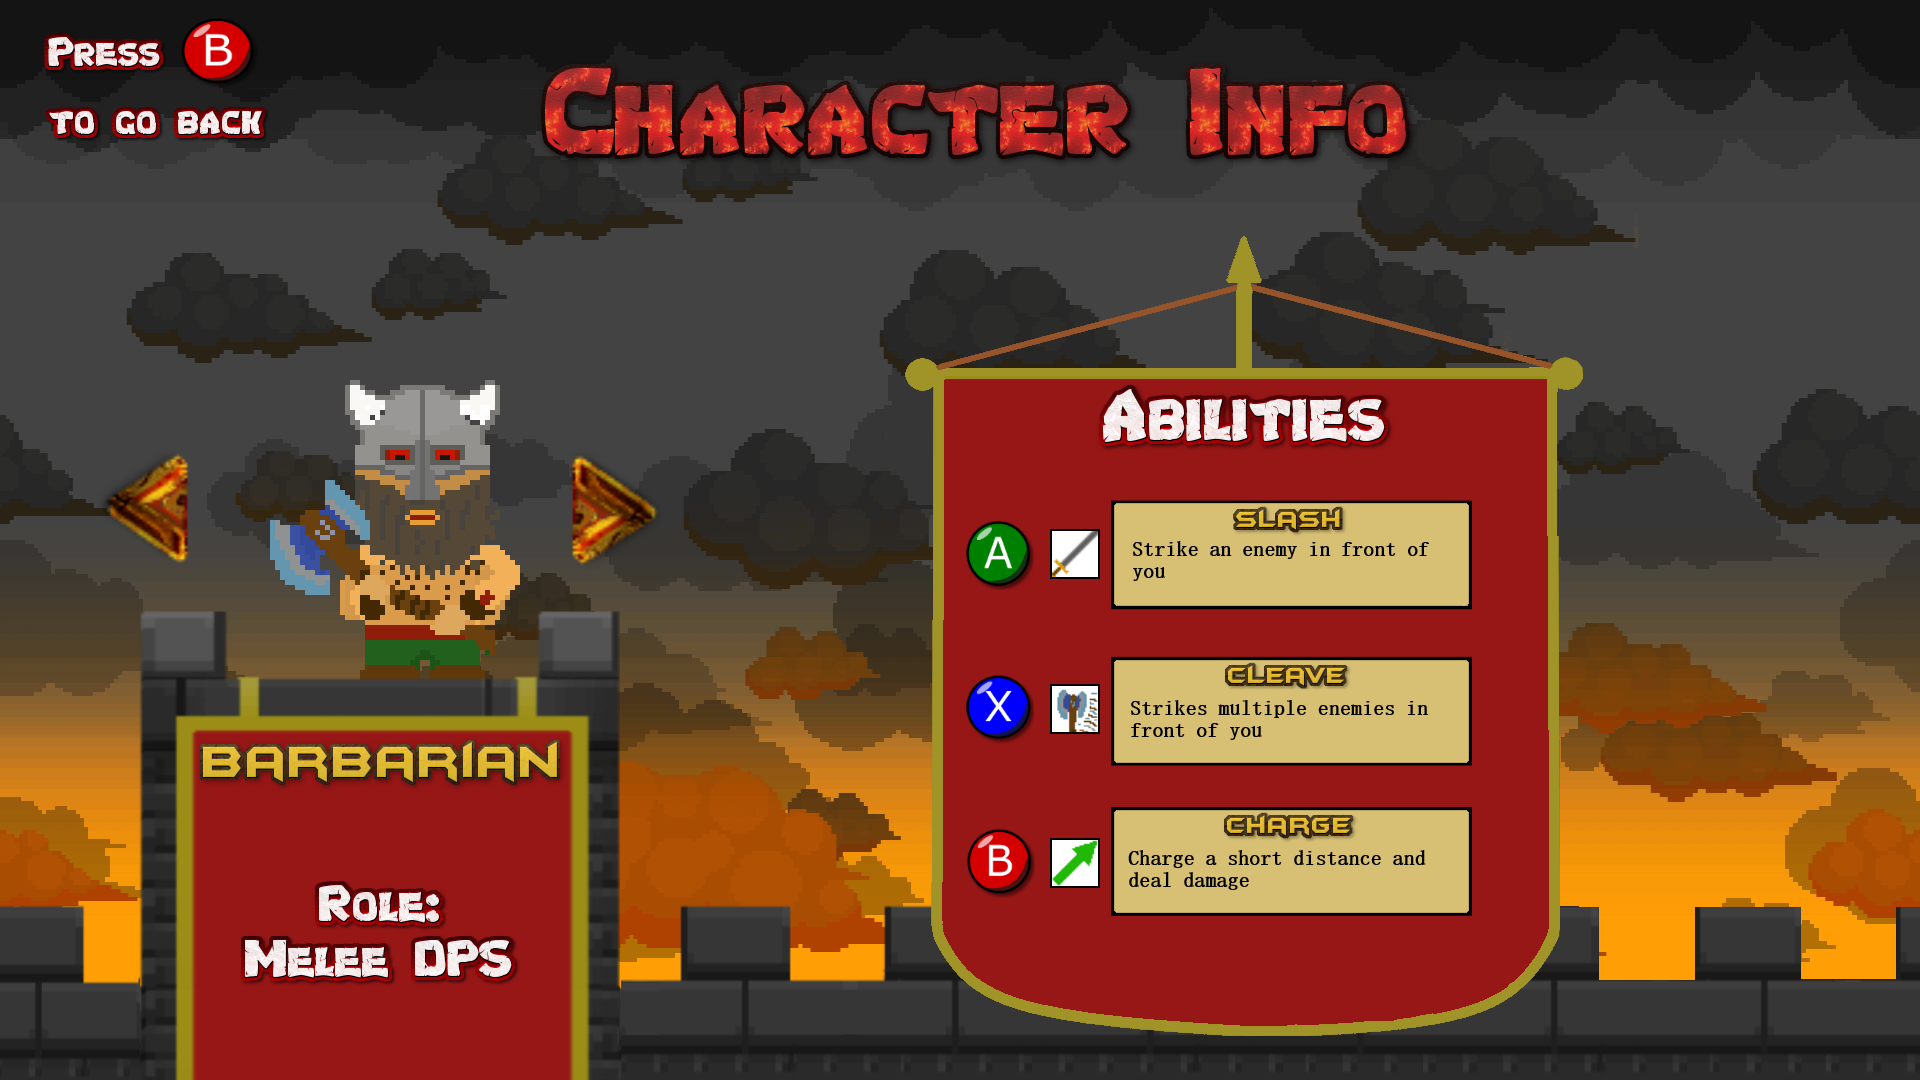 Press B
to go back
Character Info
Abilities
A
Slash
Strike an enemy in front of
you
X
Cleave
Strikes multiple enemies in
front of you
B
Charge
Charge a short distance and
deal damage
Barbarian
Role:
Melee DPS